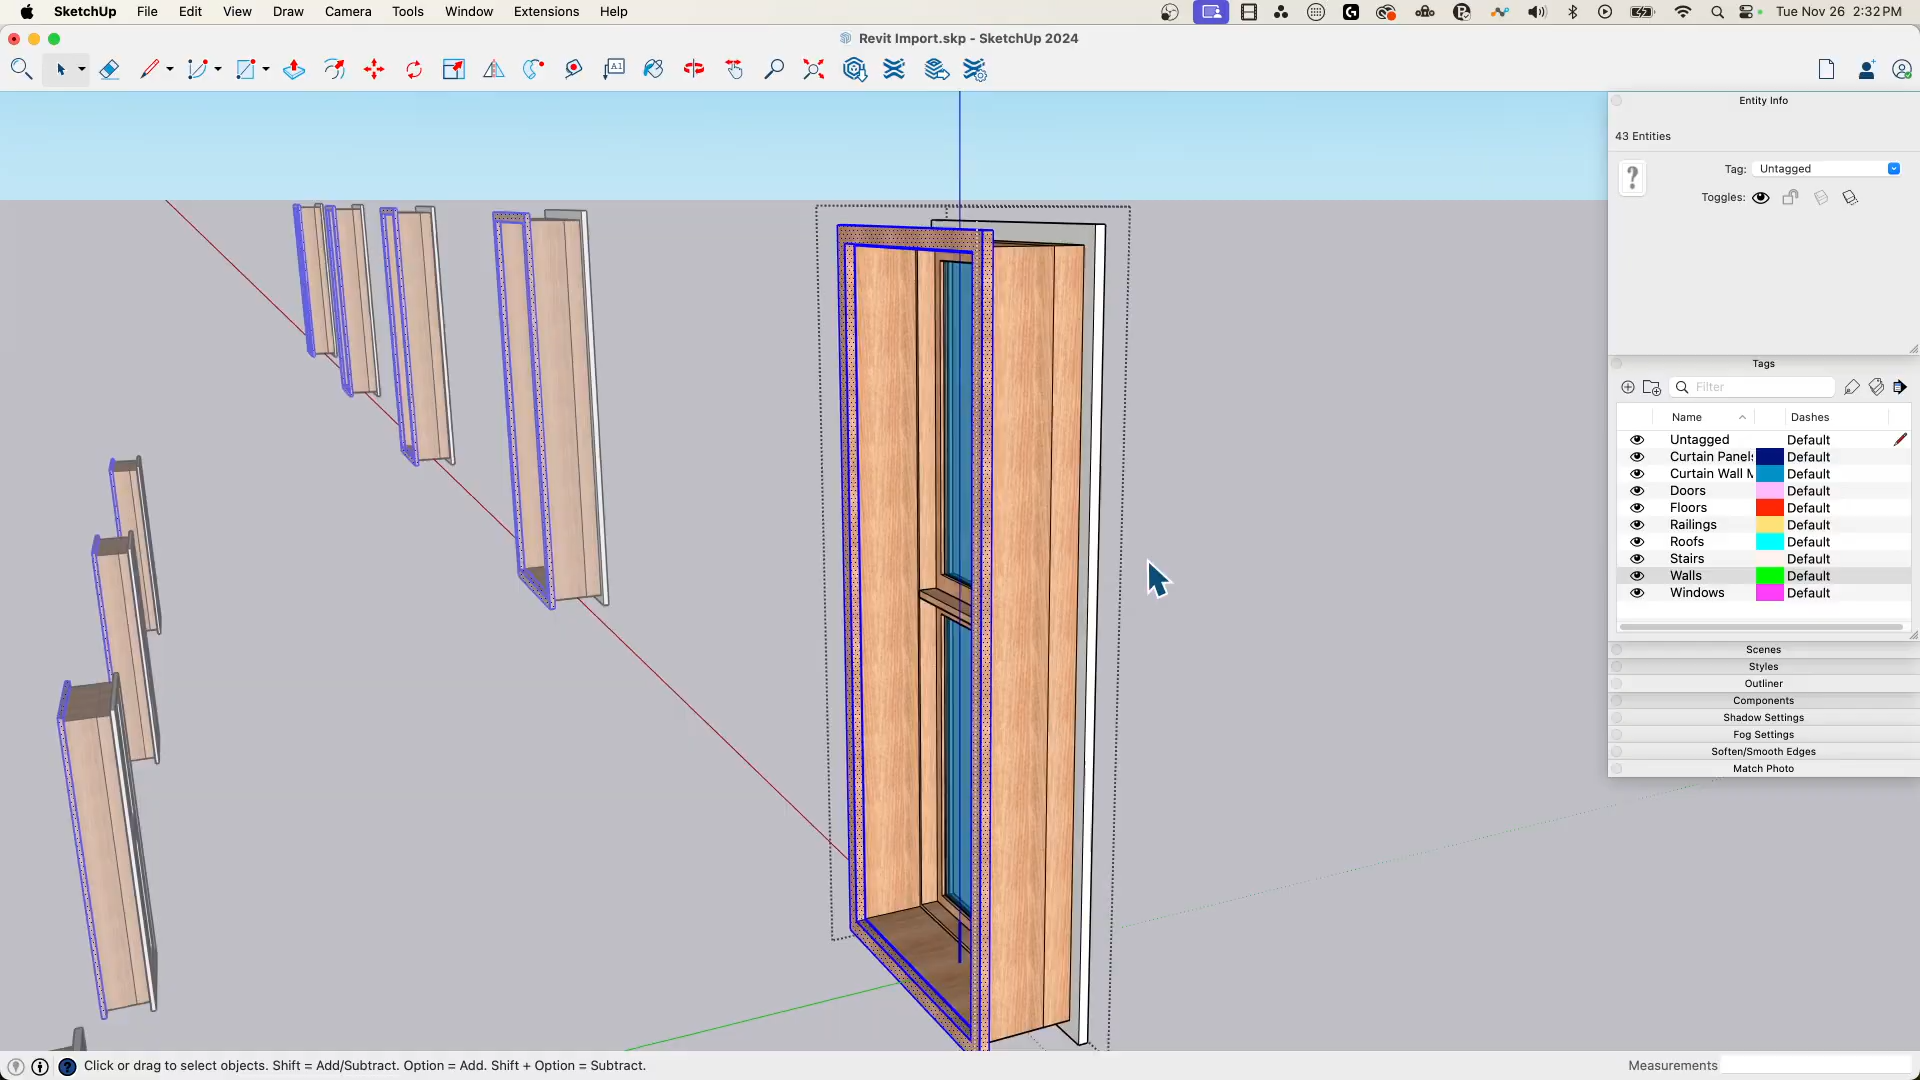 SketchUp File Edit View Draw Camera Tools Window Extensions Help
Tue Nov 26 2:32 PM
Revit Import.skp - SketchUp 2024
A1
Entity Info
43 Entities
Tag: Untagged
?
Toggles:
Tags
Filter
Name Dashes
Untagged Default
Curtain Panels Default
Curtain Wall M Default
Doors Default
Floors Default
Railings Default
Roofs Default
Stairs Default
Walls Default
Windows Default
Scenes
Styles
Outliner
Components
Shadow Settings
Fog Settings
Soften/Smooth Edges
Match Photo
Click or drag to select objects. Shift = Add/Subtract. Option = Add. Shift + Option = Subtract.
Measurements